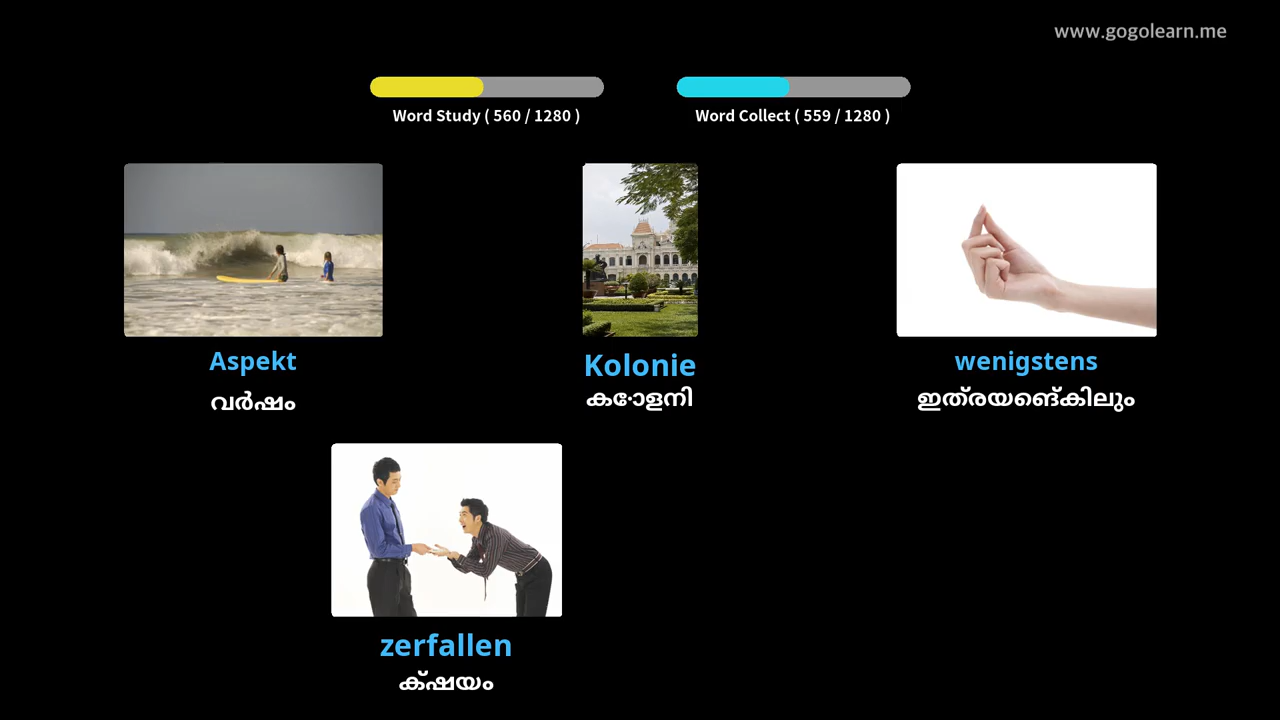 www.gogolearn.me
Word Study ( 560 / 1280 )
Word Collect ( 559 / 1280 )
Aspekt
വർഷം
Kolonie
കോളനി
wenigstens
ഇത്രയെങ്കിലും
zerfallen
ക്ഷയം